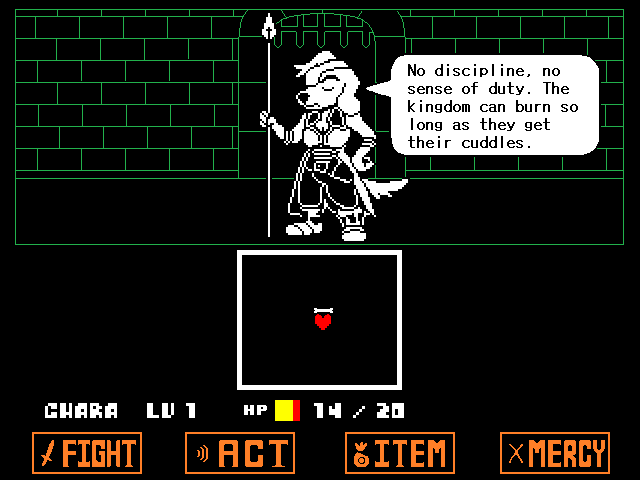 No discipline, no
sense of duty. The
kingdom can burn so
long as they get
their cuddles.
CHARA LV 1 HP 14 / 20
FIGHT ACT ITEM MERCY